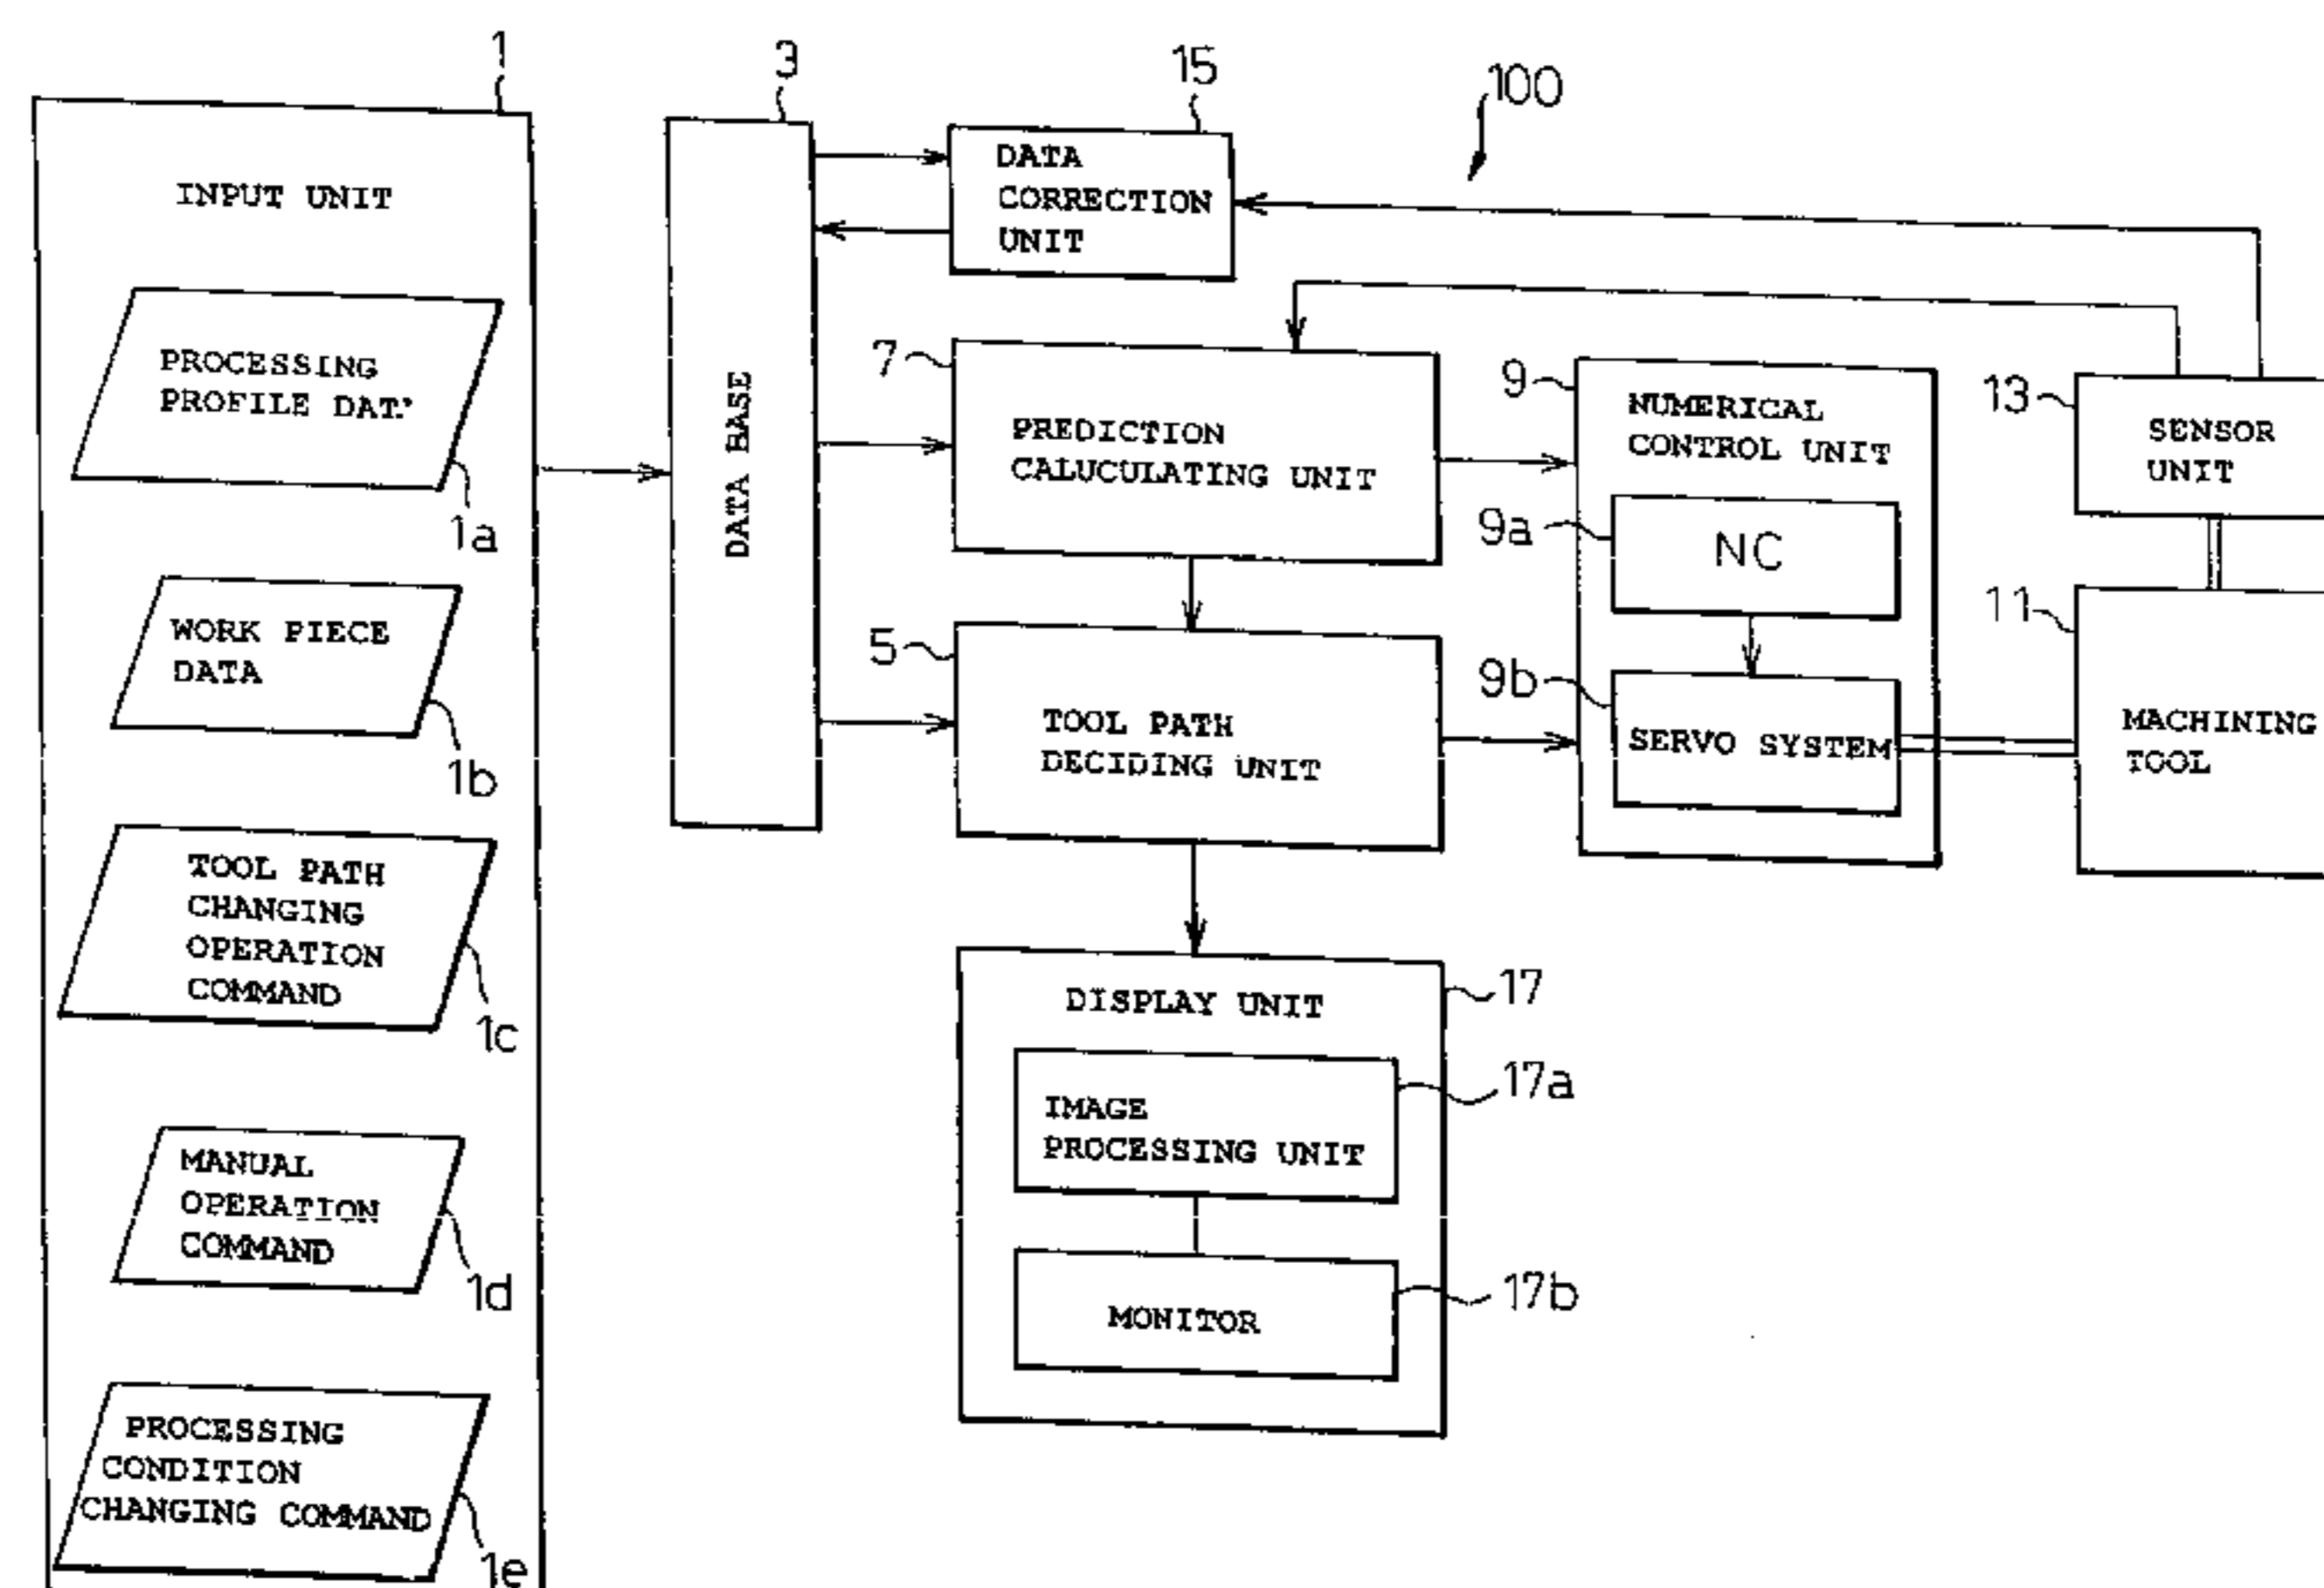 1
INPUT UNIT
PROCESSING
PROFILE DAT
1a
WORK PIECE
DATA
1b
TOOL PATH
CHANGING
OPERATION
COMMAND
1c
MANUAL
OPERATION
COMMAND
1d
PROCESSING
CONDITION
CHANGING COMMAND
1e
3
DATA BASE
15
DATA
CORRECTION
UNIT
100
7
PREDICTION
CALUCULATING UNIT
5
TOOL PATH
DECIDING UNIT
9
NUMERICAL
CONTROL UNIT
9a
NC
9b
SERVO SYSTEM
13
SENSOR
UNIT
11
MACHINING
TOOL
17
DISPLAY UNIT
17a
IMAGE
PROCESSING UNIT
17b
MONITOR